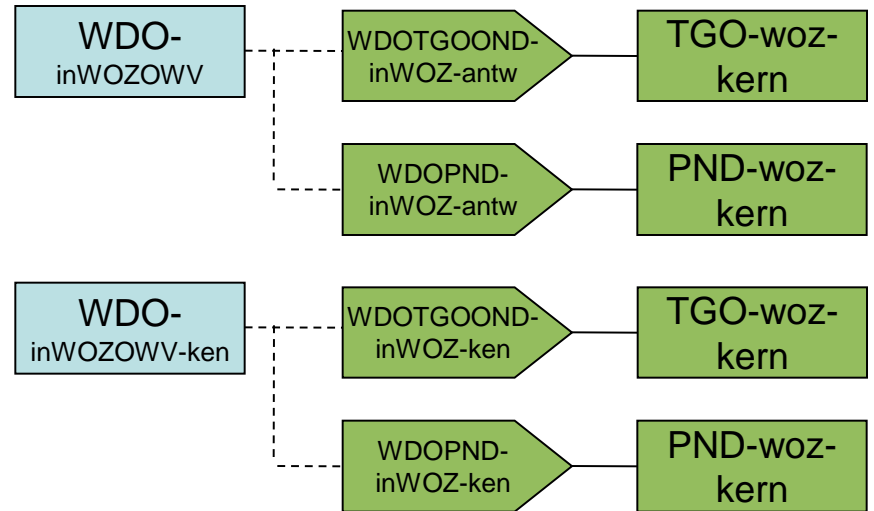 WDO-
inWOZOWV
WDOTGOOND-
inWOZ-antw
TGO-woz-
kern
WDOPND-
inWOZ-antw
PND-woz-
kern
WDO-
inWOZOWV-ken
WDOTGOOND-
inWOZ-ken
TGO-woz-
kern
WDOPND-
inWOZ-ken
PND-woz-
kern